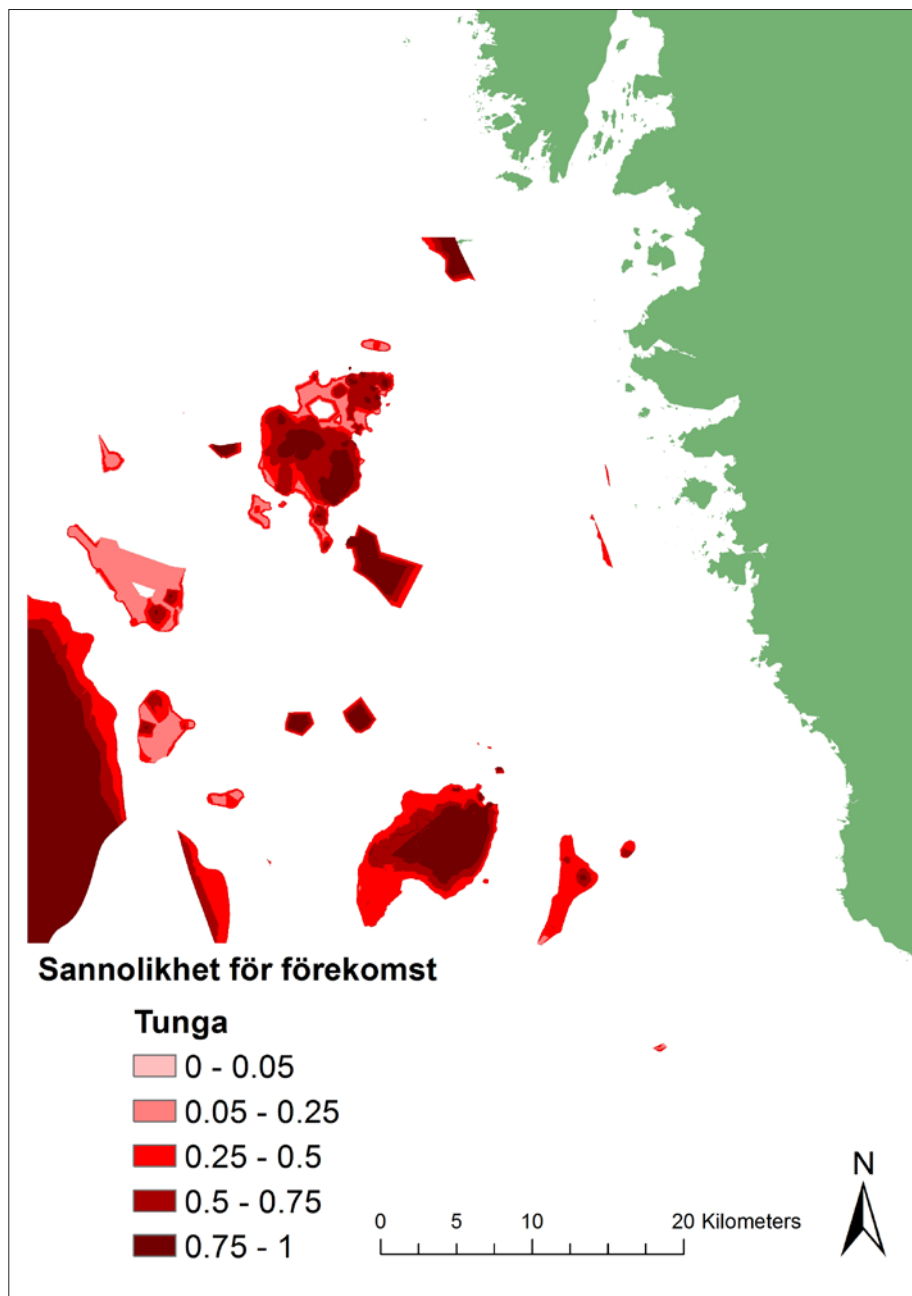 Sannolikhet för förekomst
Tunga
0 - 0.05
0.05 - 0.25
0.25 - 0.5
0.5 - 0.75
0.75 - 1
0 5 10 20 Kilometers
N